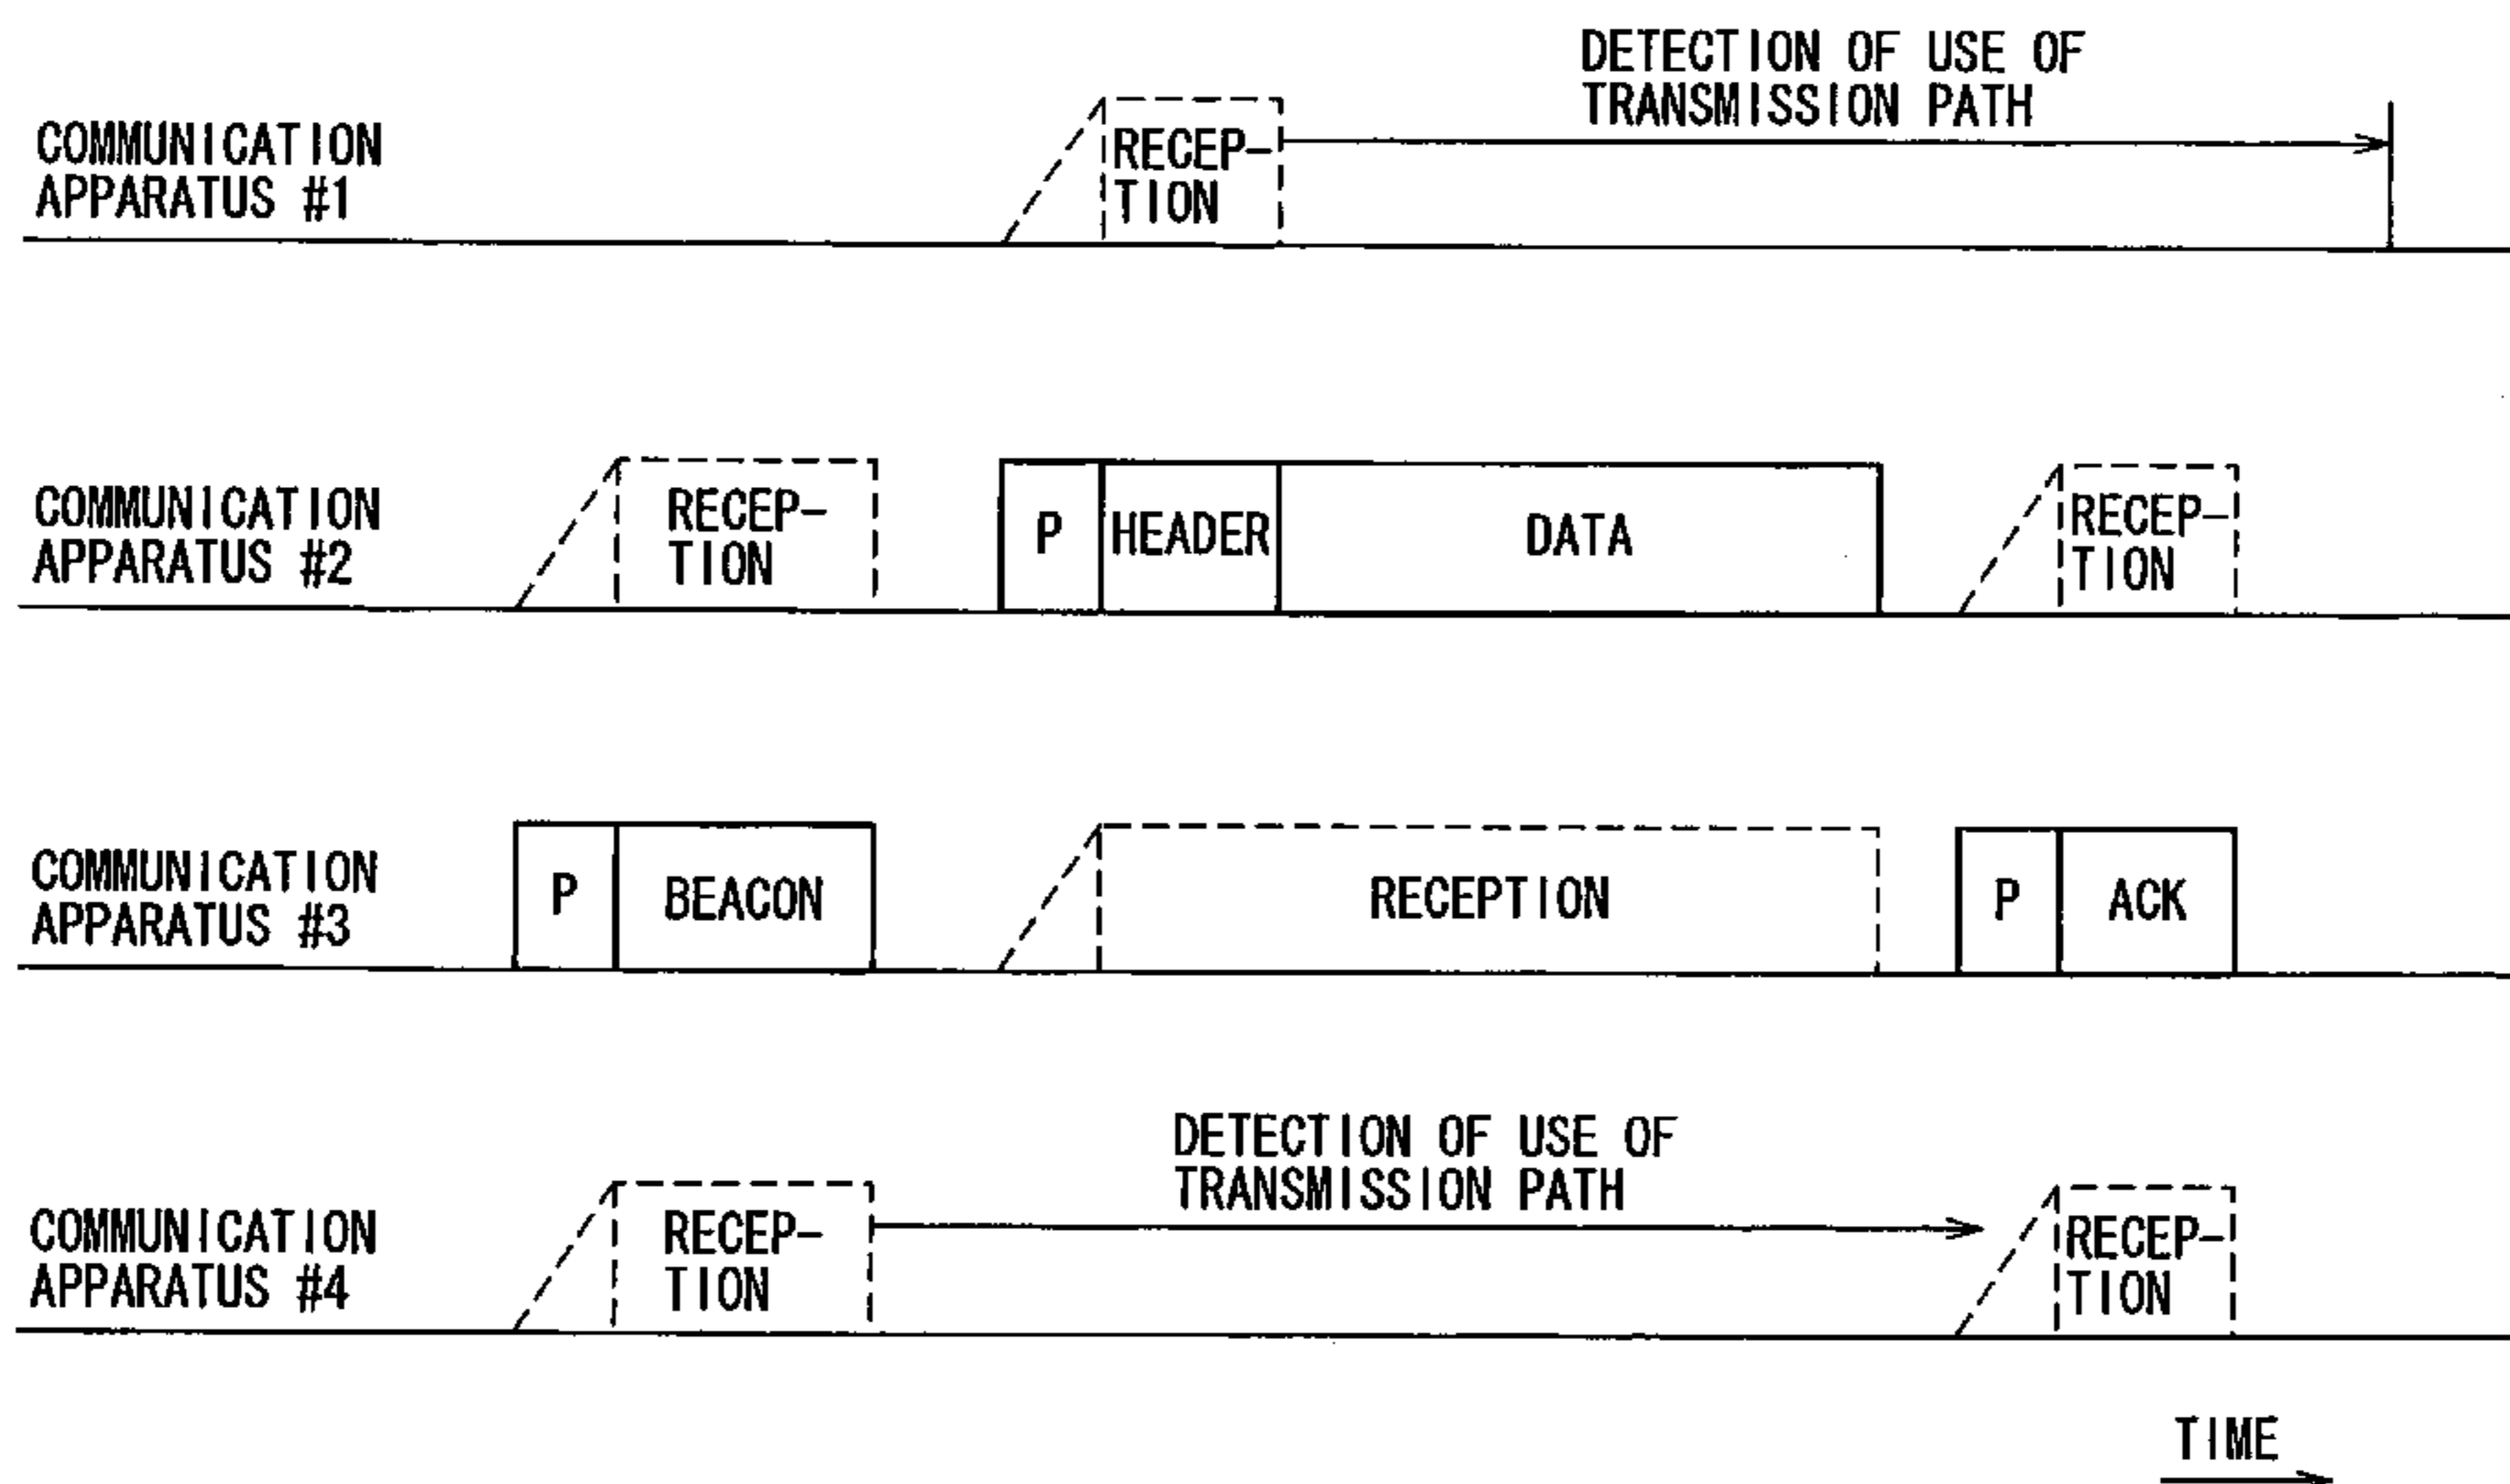 DETECTION OF USE OF
TRANSMISSION PATH
COMMUNICATION
APPARATUS #1
RECEP-
TION
COMMUNICATION
APPARATUS #2
RECEP-
TION
P
HEADER
DATA
RECEP-
TION
COMMUNICATION
APPARATUS #3
P
BEACON
RECEPTION
P
ACK
DETECTION OF USE OF
TRANSMISSION PATH
COMMUNICATION
APPARATUS #4
RECEP-
TION
RECEP-
TION
TIME